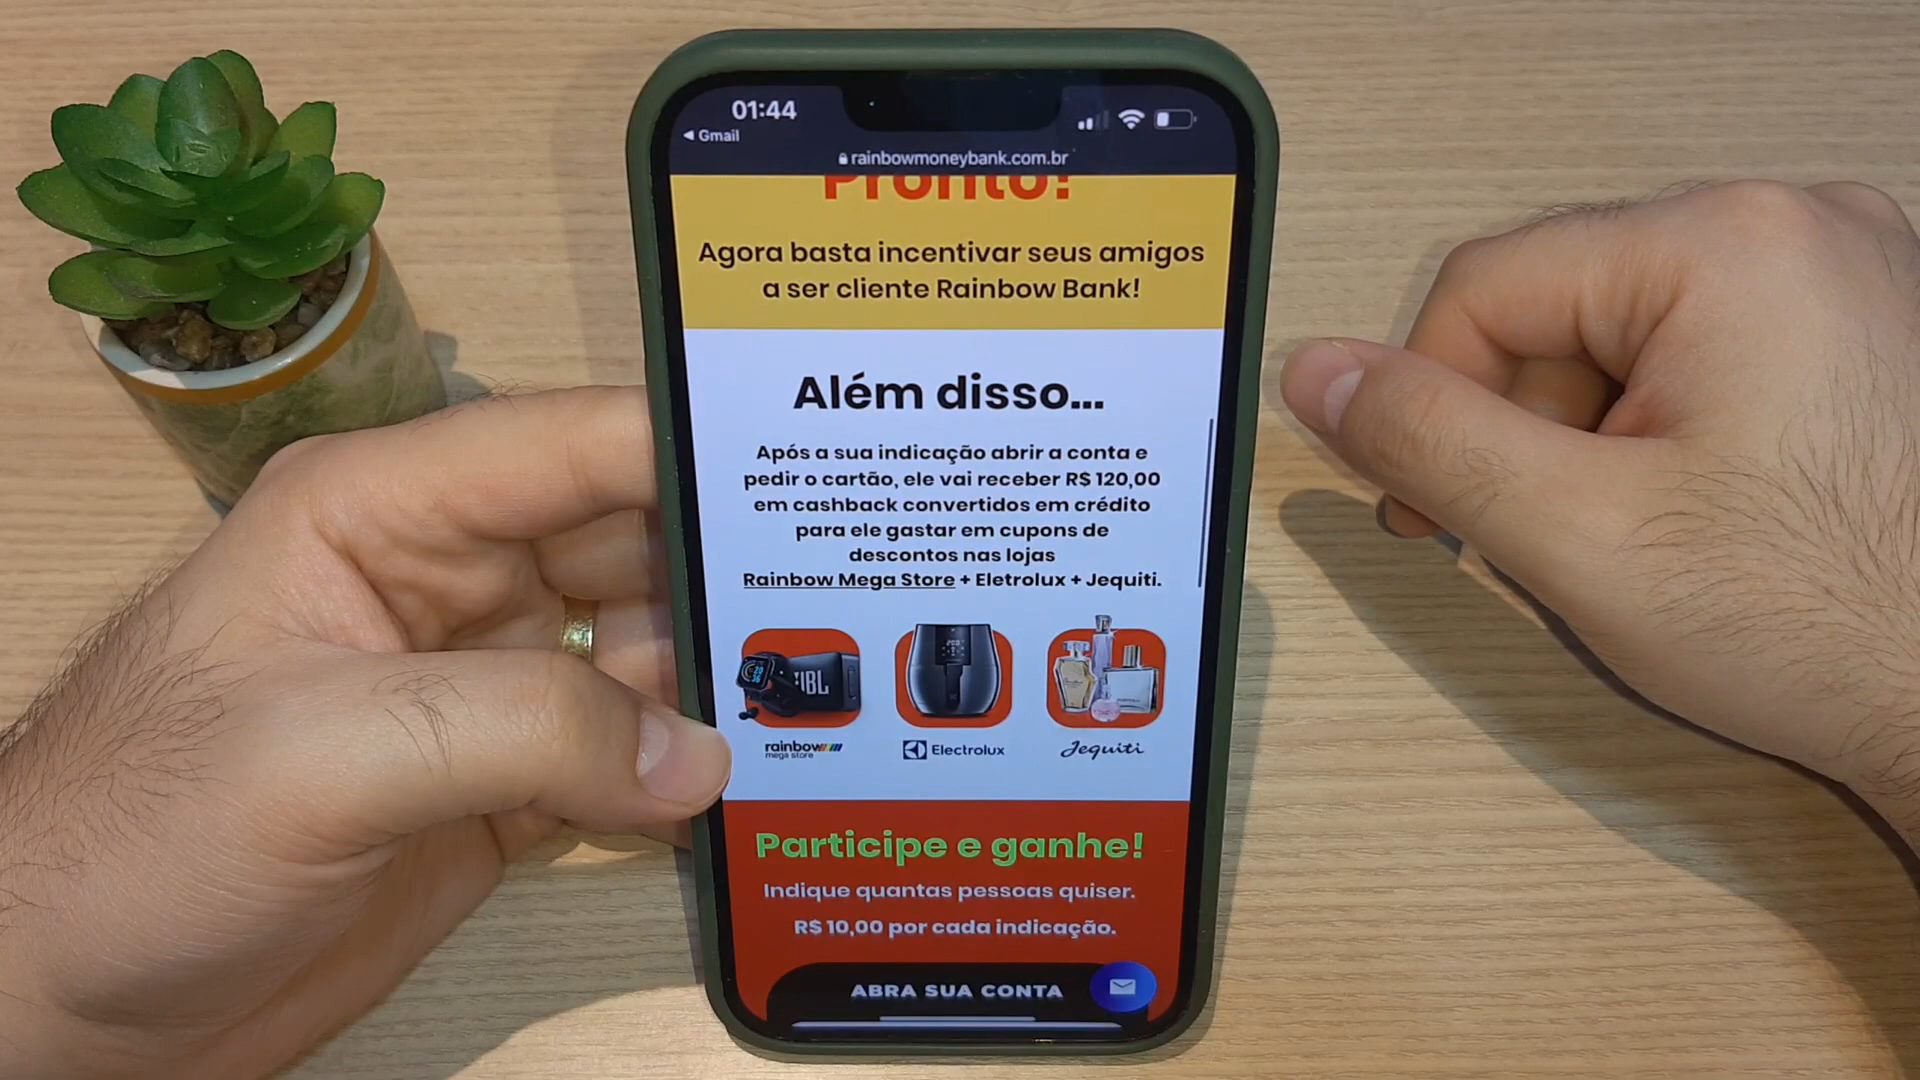 01:44
Gmail
rainbowmoneybank.com.br
Pronto!
Agora basta incentivar seus amigos
a ser cliente Rainbow Bank!
Além disso...
Após a sua indicação abrir a conta e
pedir o cartão, ele vai receber R$ 120,00
em cashback convertidos em crédito
para ele gastar em cupons de
descontos nas lojas
Rainbow Mega Store + Eletrolux + Jequiti.
JBL
rainbow
mega store
Electrolux
Jequiti
Participe e ganhe!
Indique quantas pessoas quiser.
R$ 10,00 por cada indicação.
ABRA SUA CONTA